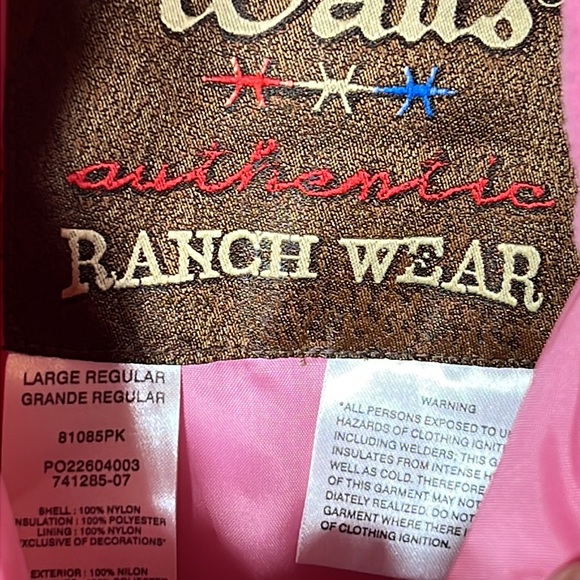 Walls
authentic
RANCH WEAR
LARGE REGULAR
GRANDE REGULAR
81085PK
PO22604003
741285-07
SHELL : 100% NYLON
INSULATION : 100% POLYESTER
LINING : 100% NYLON
EXCLUSIVE OF DECORATIONS*
EXTERIOR : 100% NILON
WARNING
*ALL PERSONS EXPOSED TO
HAZARDS OF CLOTHING IGNITI
INCLUDING WELDERS; THIS G
INSULATES FROM INTENSE H
WELL AS COLD. THEREFORE
OF THIS GARMENT MAY NOT
DIATELY REALIZED. DO NOT
GARMENT WHERE THERE
OF CLOTHING IGNITION.